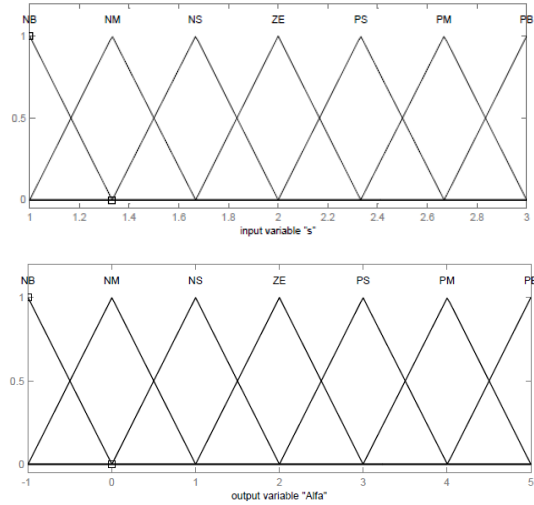 NB NM NS ZE PS PM PB
1
0.5
0
1 1.2 1.4 1.6 1.8 2 2.2 2.4 2.6 2.8 3
input variable "s"
NB NM NS ZE PS PM PB
1
0.5
0
-1 0 1 2 3 4 5
output variable "Alfa"